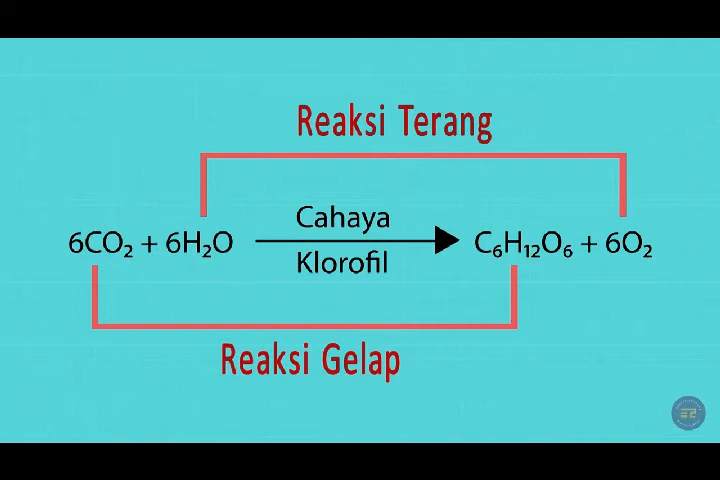 Reaksi Terang
Cahaya
6CO₂ + 6H₂O
C₆H₁₂O₆ + 6O₂
Klorofil
Reaksi Gelap